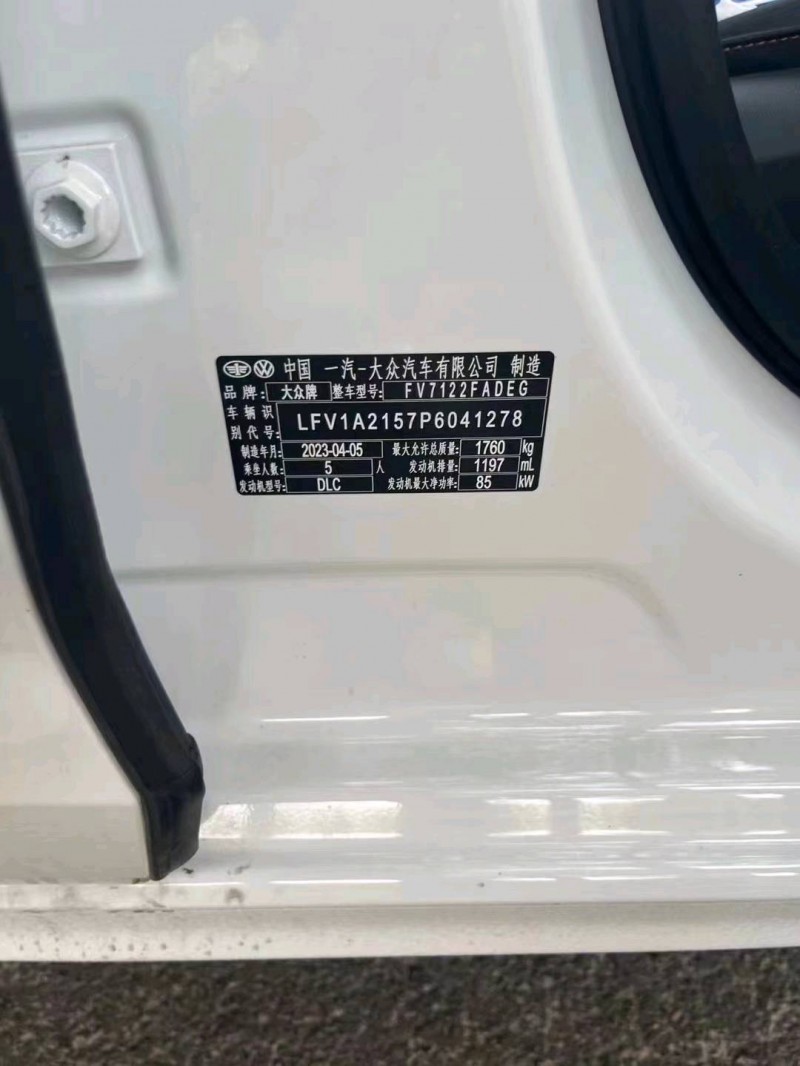 中国 一汽-大众汽车有限公司 制造
品牌: 大众牌 整车型号: FV7122FADEG
车辆识别代号: LFV1A2157P6041278
制造年月: 2023-04-05 最大允许总质量: 1760 kg
乘坐人数: 5 人 发动机排量: 1197 mL
发动机型号: DLC 发动机最大净功率: 85 kW